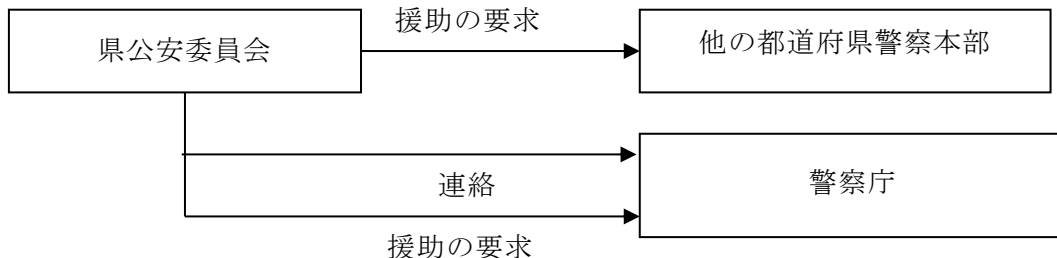 援助の要求
県公安委員会
他の都道府県警察本部
連絡
警察庁
援助の要求